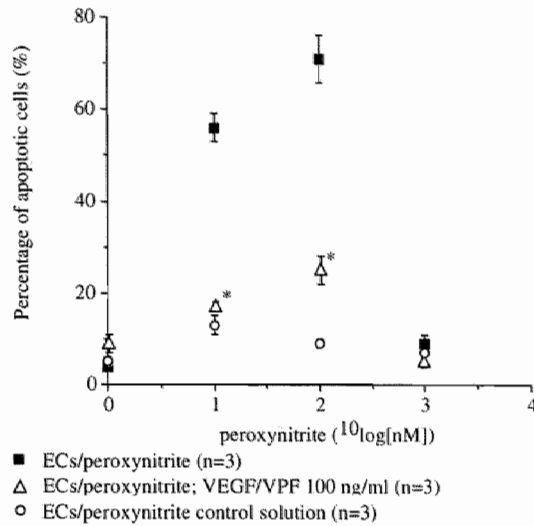 Percentage of apoptotic cells (%)
80
60
40
20
0
* *
0 1 2 3 4
peroxynitrite (10log[nM])
■ ECs/peroxynitrite (n=3)
△ ECs/peroxynitrite; VEGF/VPF 100 ng/ml (n=3)
○ ECs/peroxynitrite control solution (n=3)